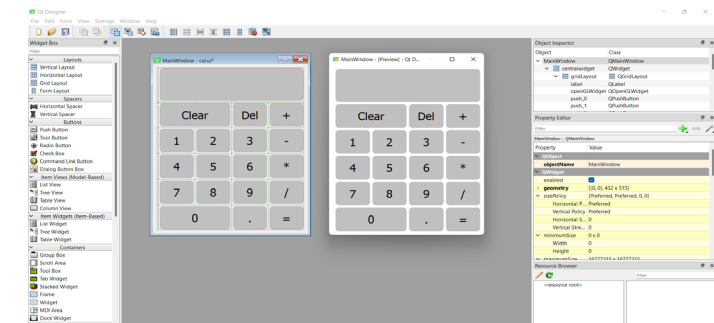 Qt Designer
File Edit Form View Settings Window Help
Widget Box
Filter
Layouts
Vertical Layout
Horizontal Layout
Grid Layout
Form Layout
Spacers
Horizontal Spacer
Vertical Spacer
Buttons
Push Button
Tool Button
Radio Button
Check Box
Command Link Button
Dialog Button Box
Item Views (Model-Based)
List View
Tree View
Table View
Column View
Item Widgets (Item-Based)
List Widget
Tree Widget
Table Widget
Containers
Group Box
Scroll Area
Tool Box
Tab Widget
Stacked Widget
Frame
Widget
MDI Area
Dock Widget
MainWindow - cal.ui*
Clear Del +
1 2 3 -
4 5 6 *
7 8 9 /
0 . =
MainWindow - [Preview] - Qt D...
Clear Del +
1 2 3 -
4 5 6 *
7 8 9 /
0 . =
Object Inspector
Object Class
MainWindow QMainWindow
centralwidget QWidget
gridLayout QGridLayout
label QLabel
openGLWidget QOpenGLWidget
push_0 QPushButton
push_1 QPushButton
Property Editor
Filter
MainWindow : QMainWindow
Property Value
QObject
objectName MainWindow
QWidget
enabled
geometry [(0, 0), 432 x 515]
sizePolicy [Preferred, Preferred, 0, 0]
Horizontal P... Preferred
Vertical Policy Preferred
Horizontal S... 0
Vertical Stre... 0
minimumSize 0 x 0
Width 0
Height 0
maximumSize 16777215 x 16777215
Resource Browser
Filter
<resource root>